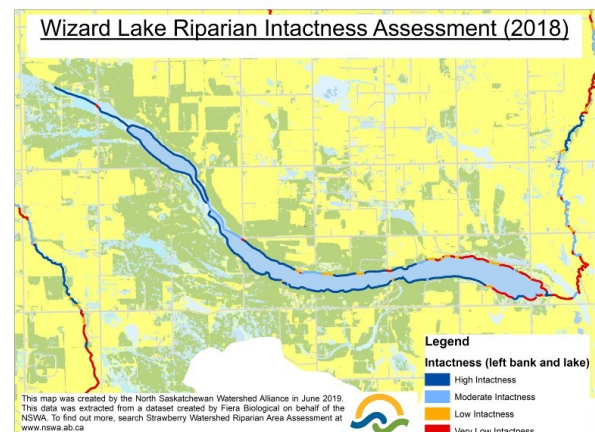 Wizard Lake Riparian Intactness Assessment (2018)
Legend
Intactness (left bank and lake)
High Intactness
Moderate Intactness
Low Intactness
Very Low Intactness
This map was created by the North Saskatchewan Watershed Alliance in June 2019.
This data was extracted from a dataset created by Fiera Biological on behalf of the
NSWA. To find out more, search Strawberry Watershed Riparian Area Assessment at
www.nswa.ab.ca